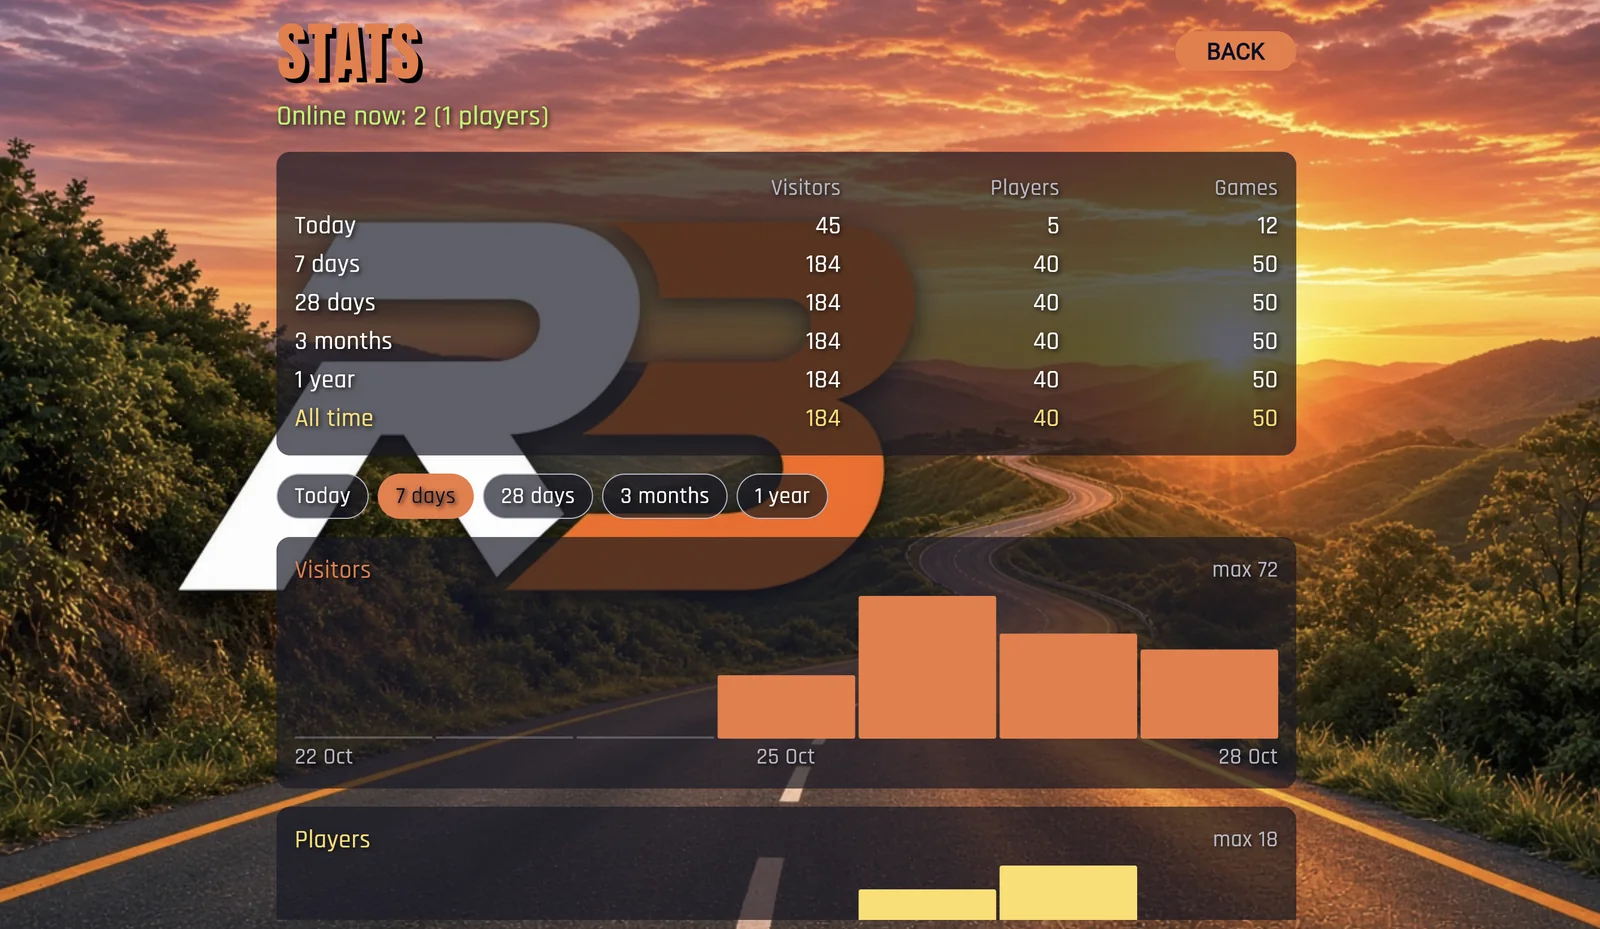 STATS
BACK
Online now: 2 (1 players)
Visitors Players Games
Today 45 5 12
7 days 184 40 50
28 days 184 40 50
3 months 184 40 50
1 year 184 40 50
All time 184 40 50
Today 7 days 28 days 3 months 1 year
Visitors max 72
22 Oct 25 Oct 28 Oct
Players max 18